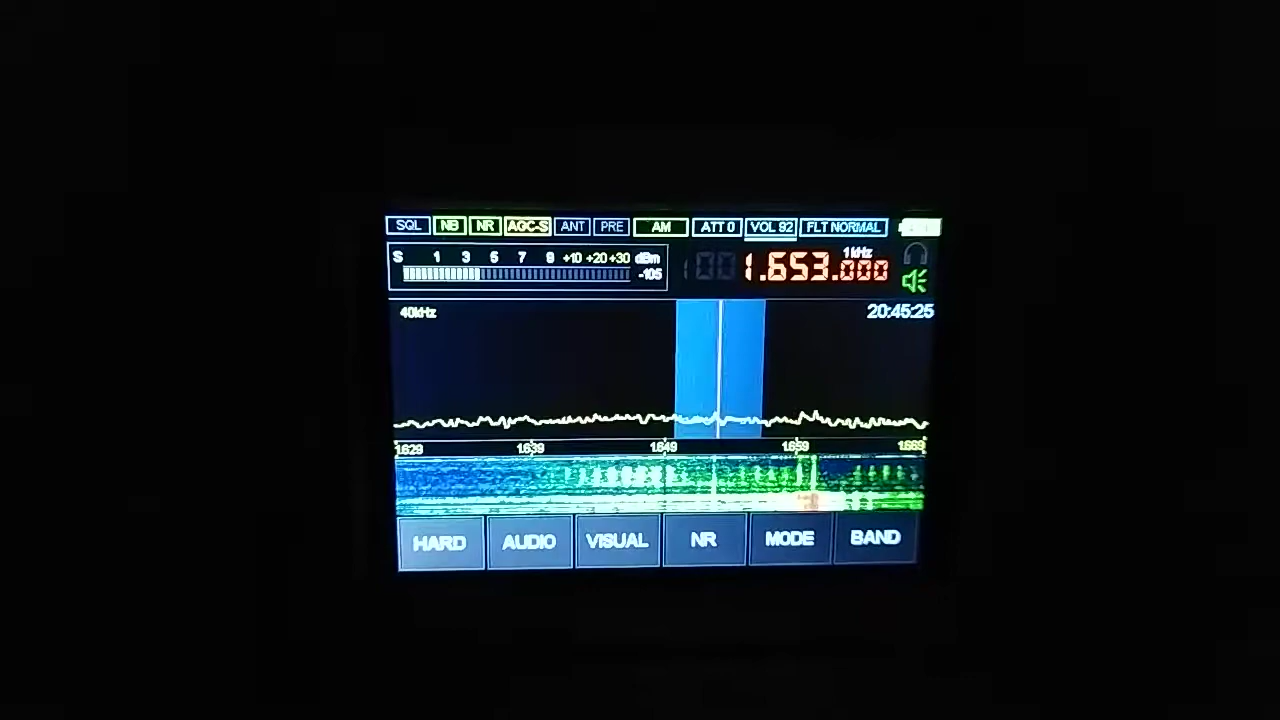 SQL NB NR AGC-S ANT PRE AM ATT 0 VOL 92 FLT NORMAL
S 1 3 5 7 9 +10 +20 +30 dBm
-105
1kHz
1.653.000
40kHz 20:45:25
1629 1639 1649 1659 1669
HARD AUDIO VISUAL NR MODE BAND